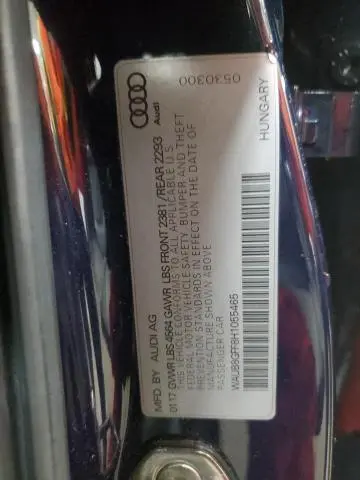 Audi
05303300
MFD. BY AUDI AG
01 17 GVWR LBS 4564 GAWR LBS FRONT 2381/REAR 2293
THIS VEHICLE CONFORMS TO ALL APPLICABLE U.S.
FEDERAL MOTOR VEHICLE SAFETY, BUMPER AND THEFT
PREVENTION STANDARDS IN EFFECT ON THE DATE OF
MANUFACTURE SHOWN ABOVE.
PASSENGER CAR
WAUB8GFF8H1055465
HUNGARY